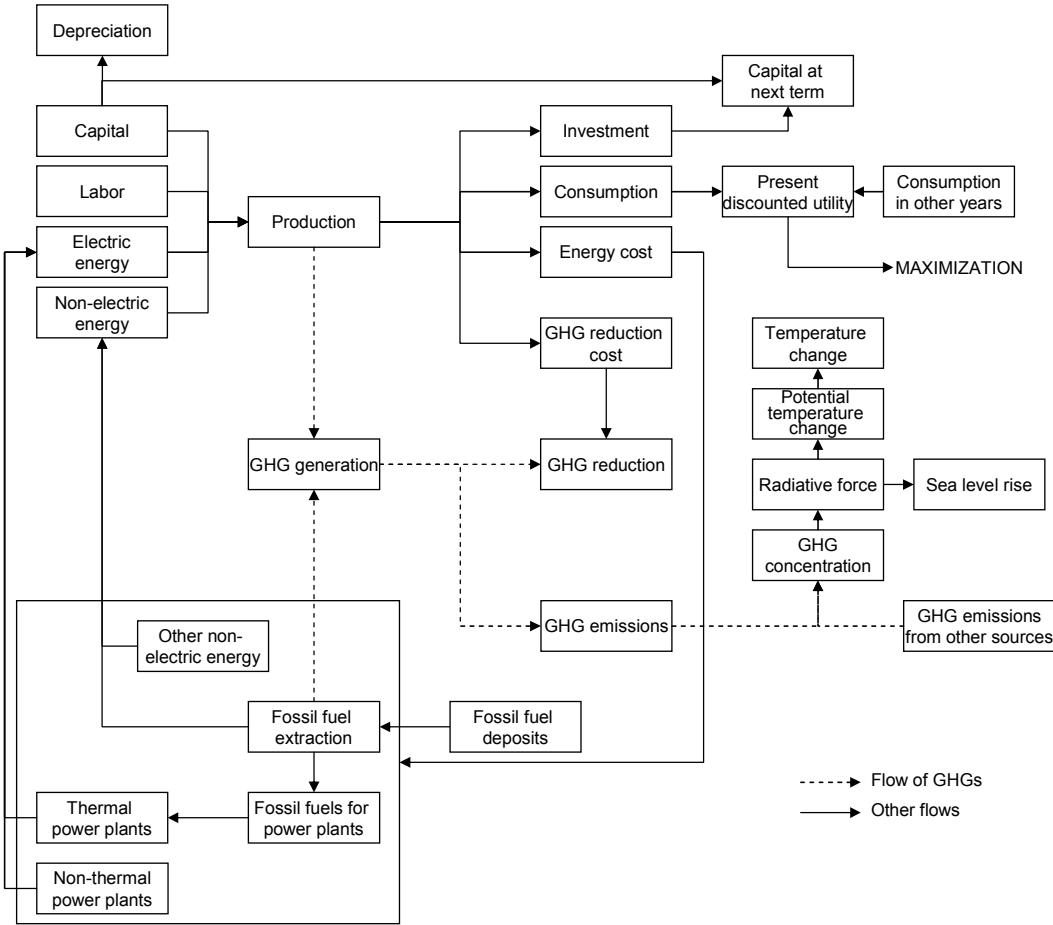 Depreciation
Capital at
next term
Capital
Investment
Labor
Consumption
Present
discounted utility
Consumption
in other years
Production
Electric
energy
Energy cost
MAXIMIZATION
Non-electric
energy
GHG reduction
cost
Temperature
change
Potential
temperature
change
GHG generation
GHG reduction
Radiative force
Sea level rise
GHG
concentration
GHG emissions
GHG emissions
from other sources
Other non-
electric energy
Fossil fuel
extraction
Fossil fuel
deposits
Flow of GHGs
Other flows
Thermal
power plants
Fossil fuels for
power plants
Non-thermal
power plants